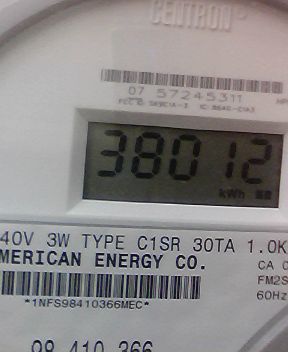 CENTRON
07 57245311
38012
kWh
40V 3W TYPE C1SR 30TA 1.0K
MERICAN ENERGY CO.
CA 0
FM2S
60Hz
*1NFS98410366MEC*
98 410 366